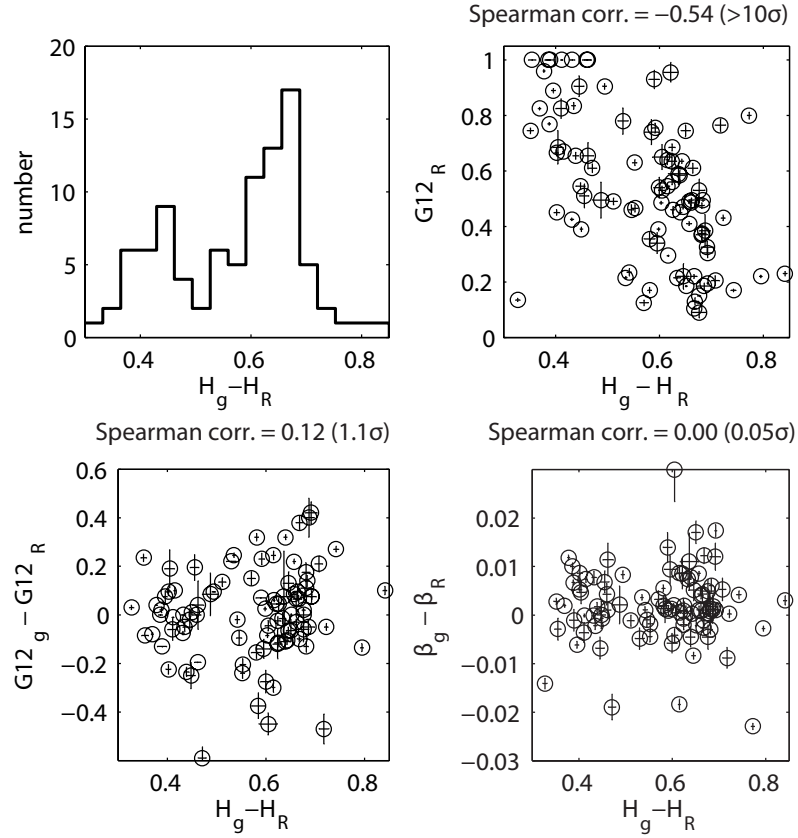 Spearman corr. = −0.54 (>10σ)
20
15
10
5
0
number
0.4 0.6 0.8
H_g−H_R
1
0.8
0.6
0.4
0.2
0
G12_R
0.4 0.6 0.8
H_g−H_R
Spearman corr. = 0.12 (1.1σ)
Spearman corr. = 0.00 (0.05σ)
0.6
0.4
0.2
0
−0.2
−0.4
G12_g − G12_R
0.4 0.6 0.8
H_g−H_R
0.02
0.01
0
−0.01
−0.02
−0.03
β_g − β_R
0.4 0.6 0.8
H_g−H_R